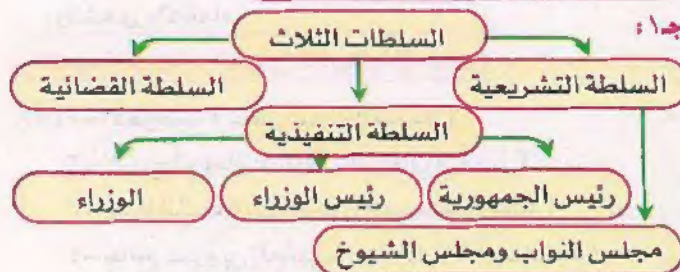 جـ١:
السلطات الثلاث
السلطة التشريعية
السلطة القضائية
السلطة التنفيذية
رئيس الجمهورية
رئيس الوزراء
الوزراء
مجلس النواب ومجلس الشيوخ